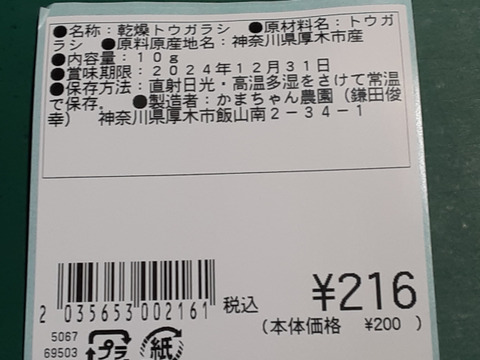 ●名称：乾燥トウガラシ　●原材料名：トウガ
ラシ　●原料原産地名：神奈川県厚木市産
●内容量：10g
●賞味期限：2024年12月31日
●保存方法：直射日光・高温多湿をさけて常温
で保存。　●製造者：かまちゃん農園（鎌田俊
幸）　神奈川県厚木市飯山南2-34-1
¥216
2 035653 002161 税込
(本体価格 ¥200 )
5067
69503
プラ
紙